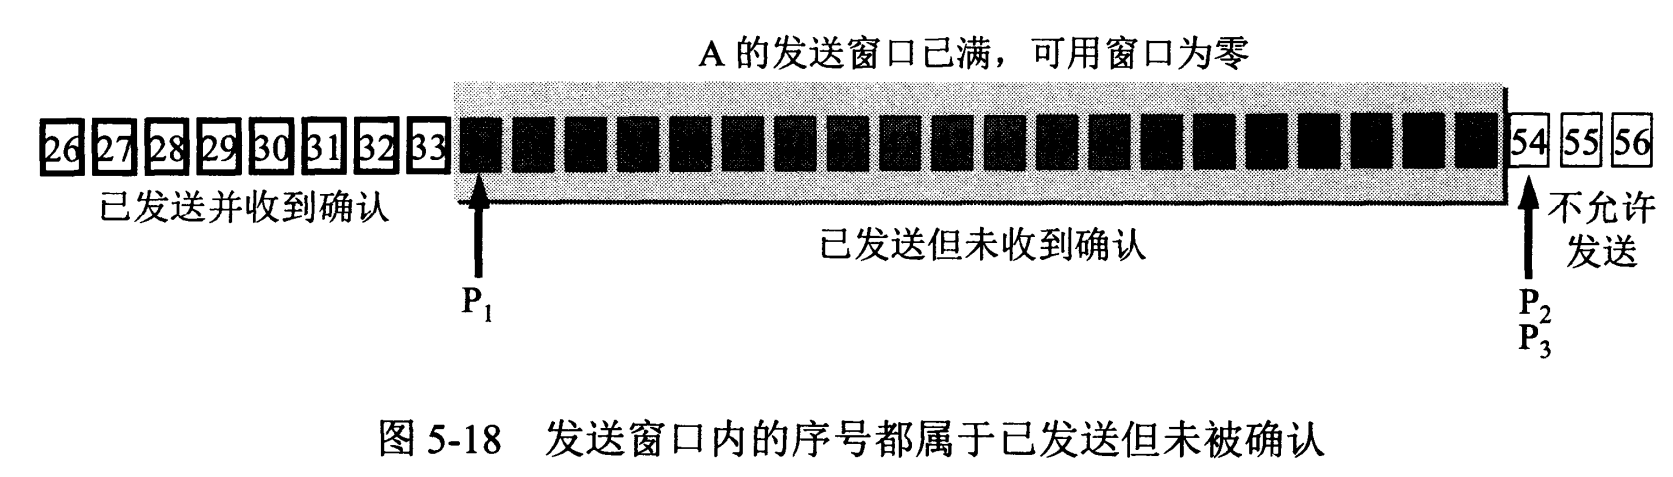 A 的发送窗口已满，可用窗口为零
26 27 28 29 30 31 32 33 54 55 56
已发送并收到确认
已发送但未收到确认
不允许
发送
P₁
P₂
P₃
图 5-18 发送窗口内的序号都属于已发送但未被确认